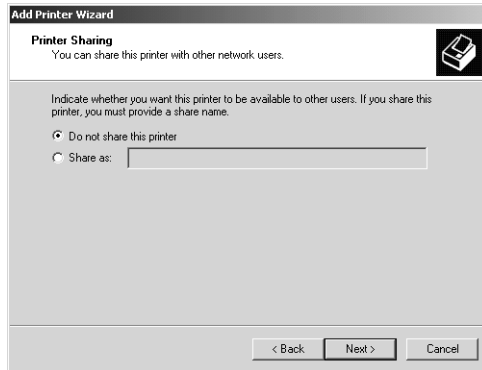 Add Printer Wizard
Printer Sharing
You can share this printer with other network users.
Indicate whether you want this printer to be available to other users. If you share this
printer, you must provide a share name.
Do not share this printer
Share as:
< Back Next > Cancel